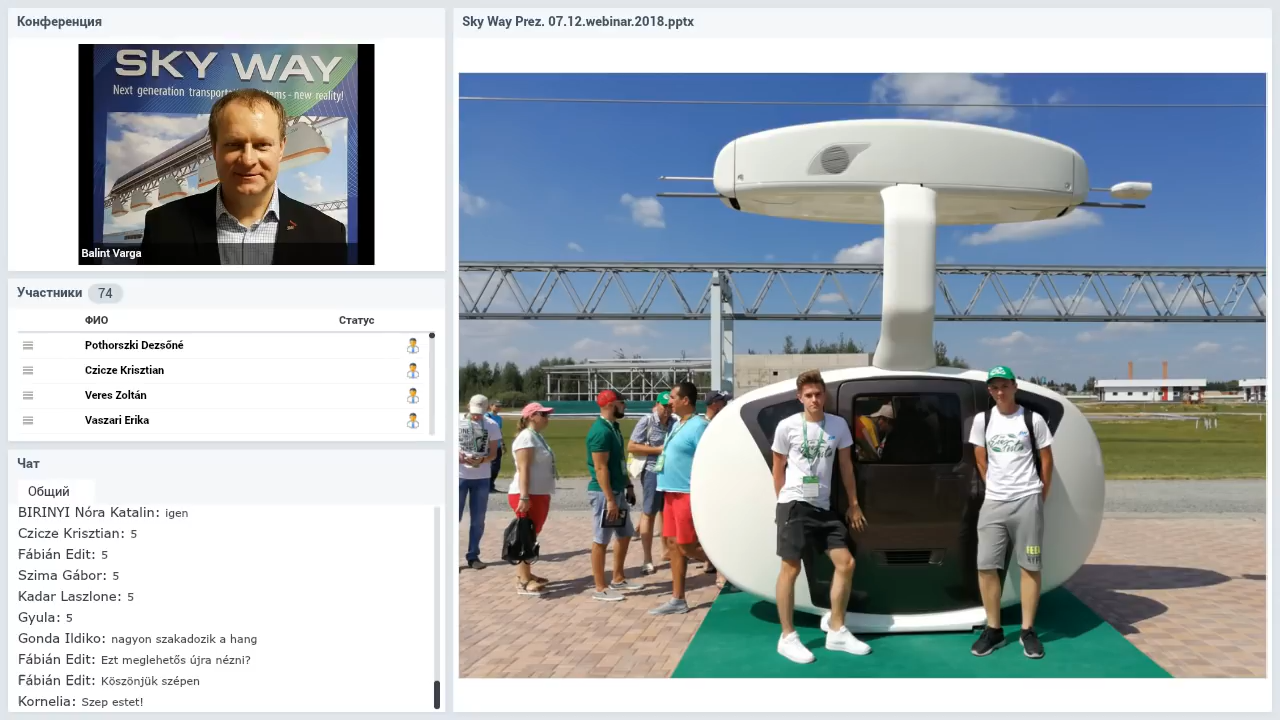 Конференция
SKY WAY
Next generation transport ems - new reality!
Balint Varga
Участники 74
ФИО Статус
Pothorszki Dezsőné
Czicze Krisztian
Veres Zoltán
Vaszari Erika
Чат
Общий
BIRINYI Nóra Katalin: igen
Czicze Krisztian: 5
Fábián Edit: 5
Szima Gábor: 5
Kadar Laszlone: 5
Gyula: 5
Gonda Ildiko: nagyon szakadozik a hang
Fábián Edit: Ezt meglehetős újra nézni?
Fábián Edit: Köszönjük szépen
Kornelia: Szep estet!
Sky Way Prez. 07.12.webinar.2018.pptx